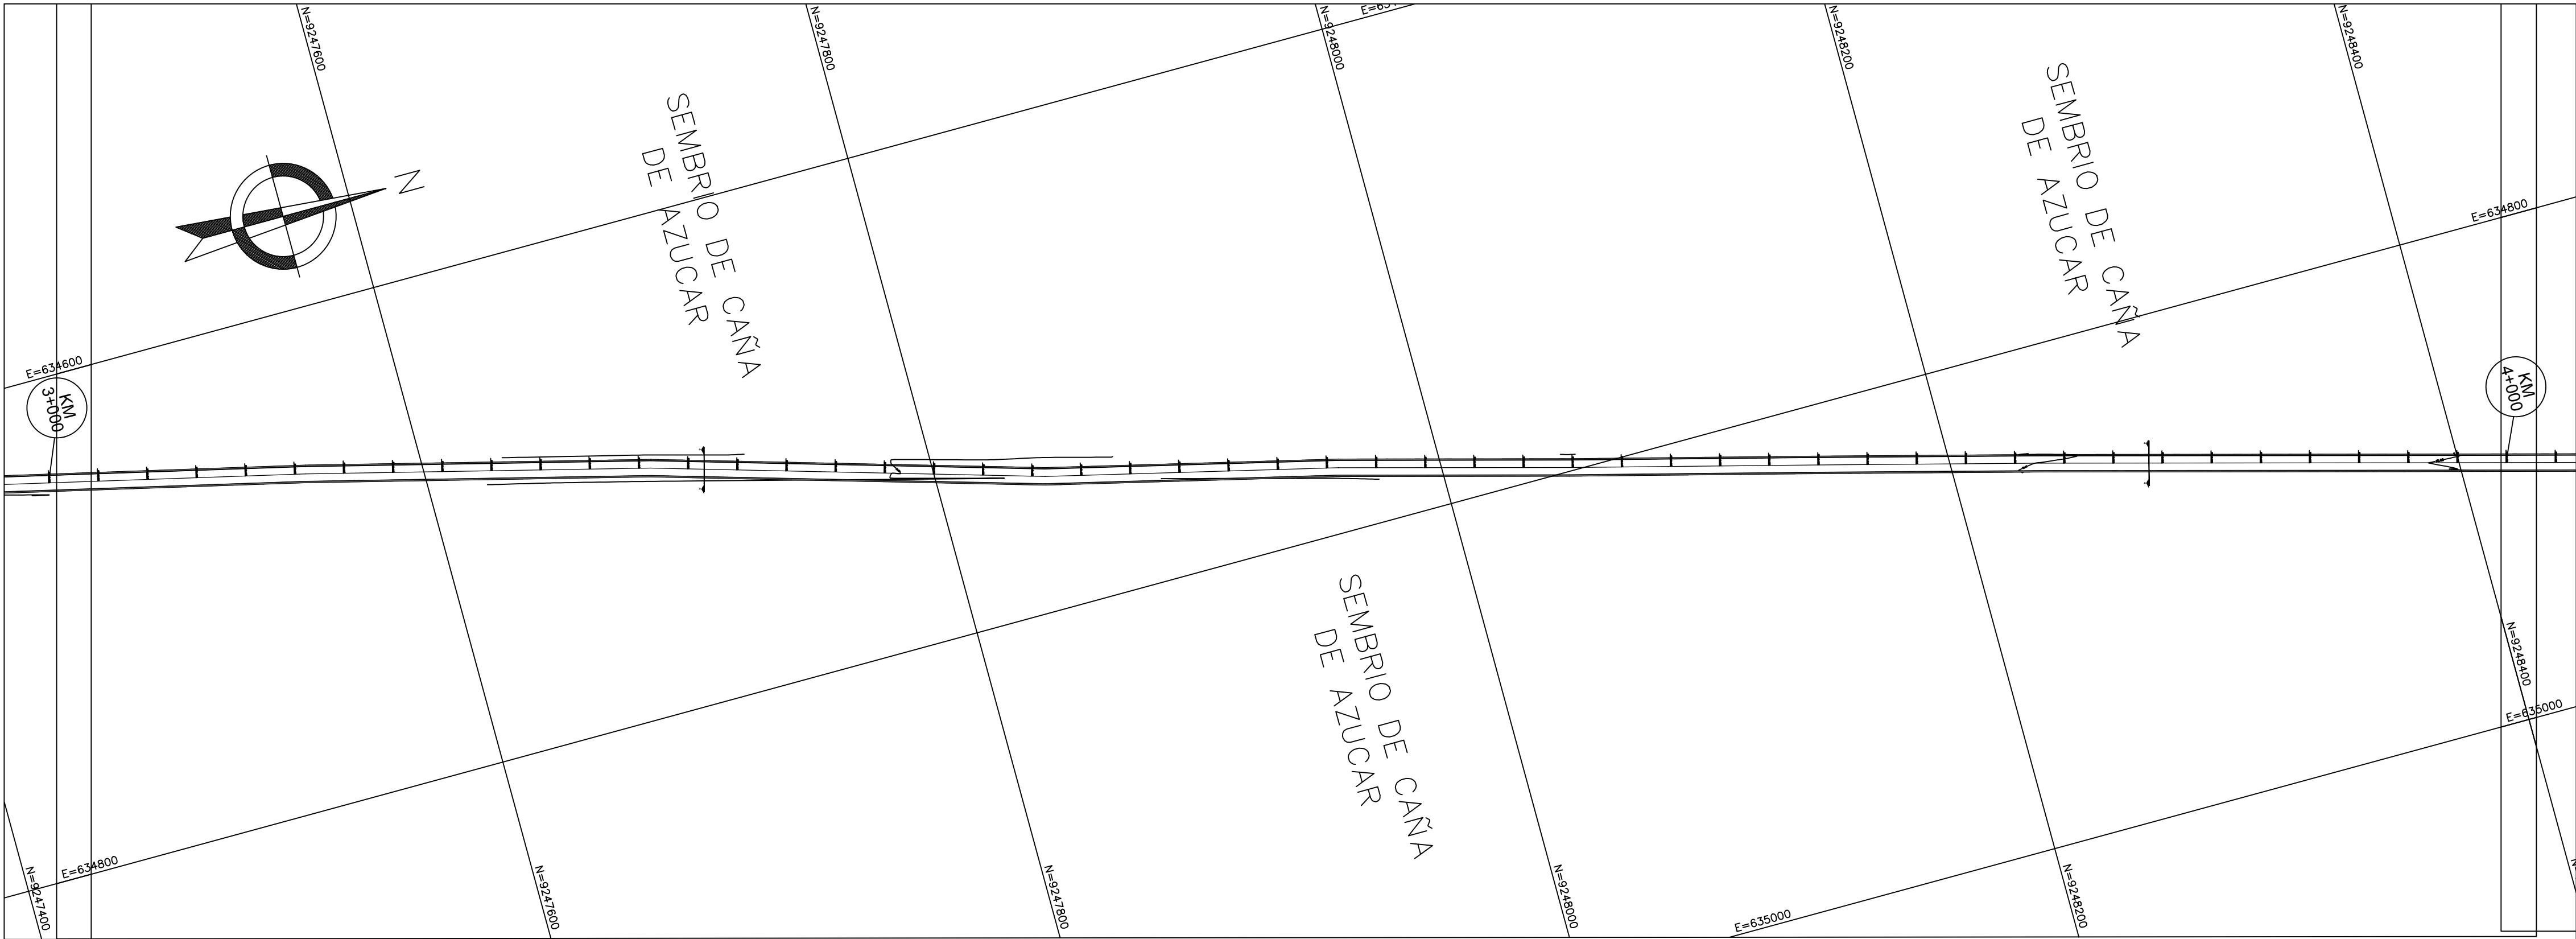 N=9247600
N=9247800
N=9248000
N=9248200
N=9248400
N
SEMBRIO DE CAÑA
DE AZUCAR
SEMBRIO DE CAÑA
DE AZUCAR
E=634800
E=634600
KM
3+000
KM
4+000
SEMBRIO DE CAÑA
DE AZUCAR
N=9248400
E=635000
E=634800
N=9247400
N=9247600
N=9247800
N=9248000
E=635000
N=9248200